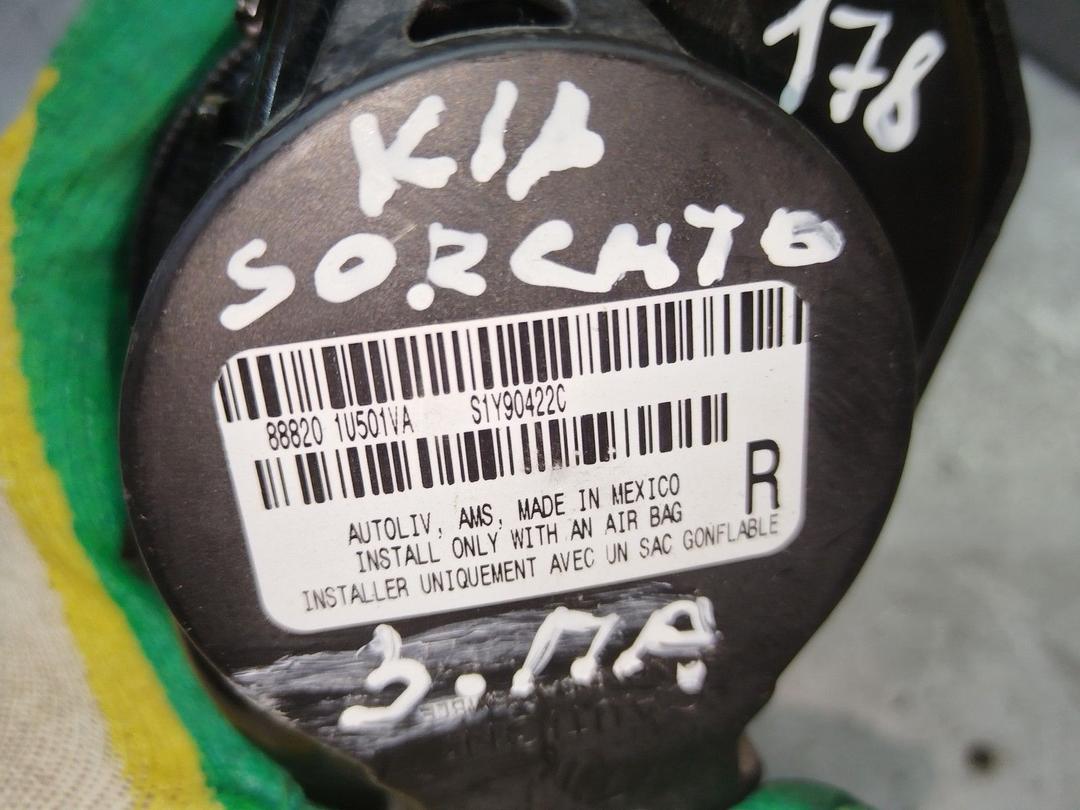 178
KIA
SORENTO
88820 1U501VA S1Y90422C
R
AUTOLIV, AMS, MADE IN MEXICO
INSTALL ONLY WITH AN AIR BAG
INSTALLER UNIQUEMENT AVEC UN SAC GONFLABLE
З.ПР.